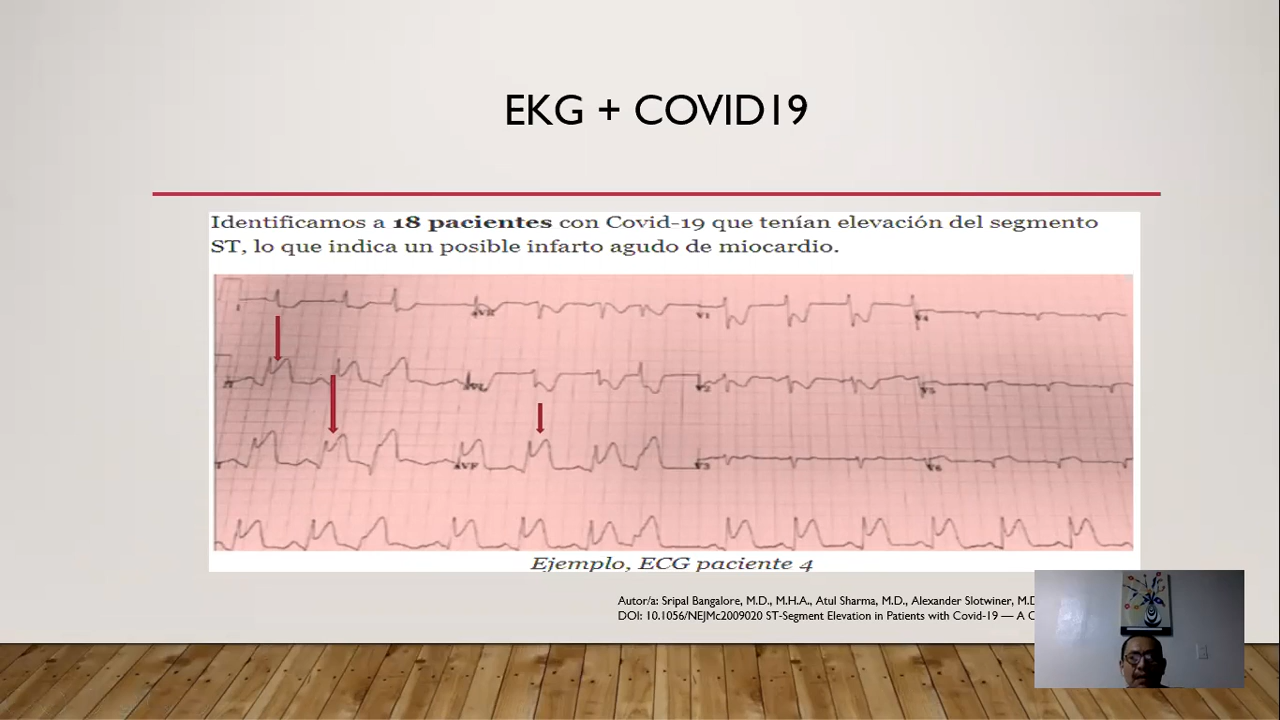 EKG + COVID19
Identificamos a 18 pacientes con Covid-19 que tenían elevación del segmento
ST, lo que indica un posible infarto agudo de miocardio.
I
aVR
V1
V4
II
aVL
V2
V5
aVF
V3
V6
Ejemplo, ECG paciente 4
Autor/a: Sripal Bangalore, M.D., M.H.A., Atul Sharma, M.D., Alexander Slotwiner, M.D
DOI: 10.1056/NEJMc2009020 ST-Segment Elevation in Patients with Covid-19 — A C